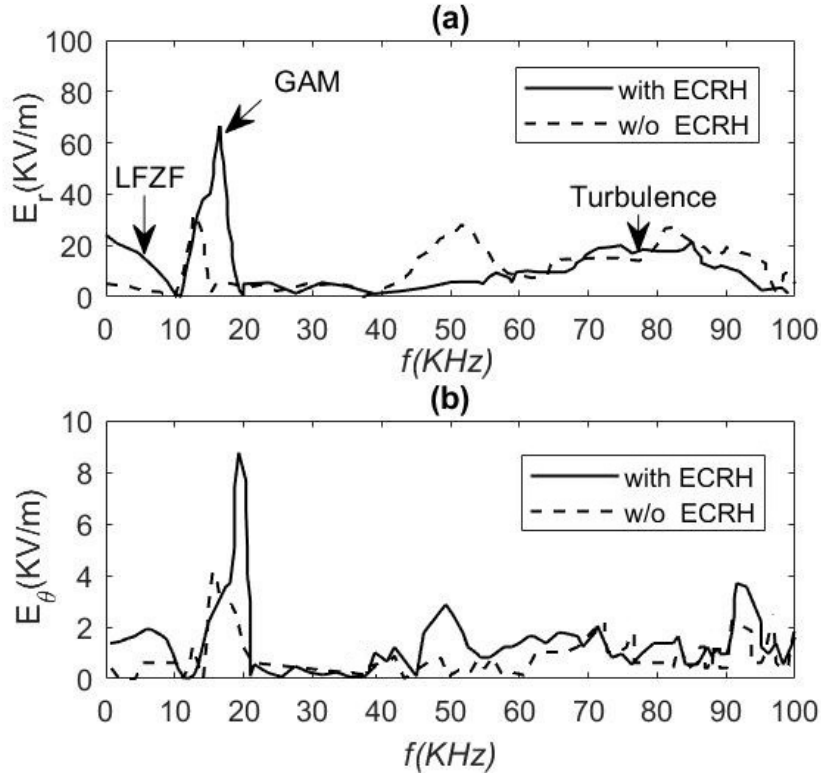 (a)
100
80
60
40
20
0
E_r(KV/m)
LFZF
GAM
Turbulence
with ECRH
w/o ECRH
0 10 20 30 40 50 60 70 80 90 100
f(KHz)
(b)
10
8
6
4
2
0
E_θ(KV/m)
with ECRH
w/o ECRH
0 10 20 30 40 50 60 70 80 90 100
f(KHz)